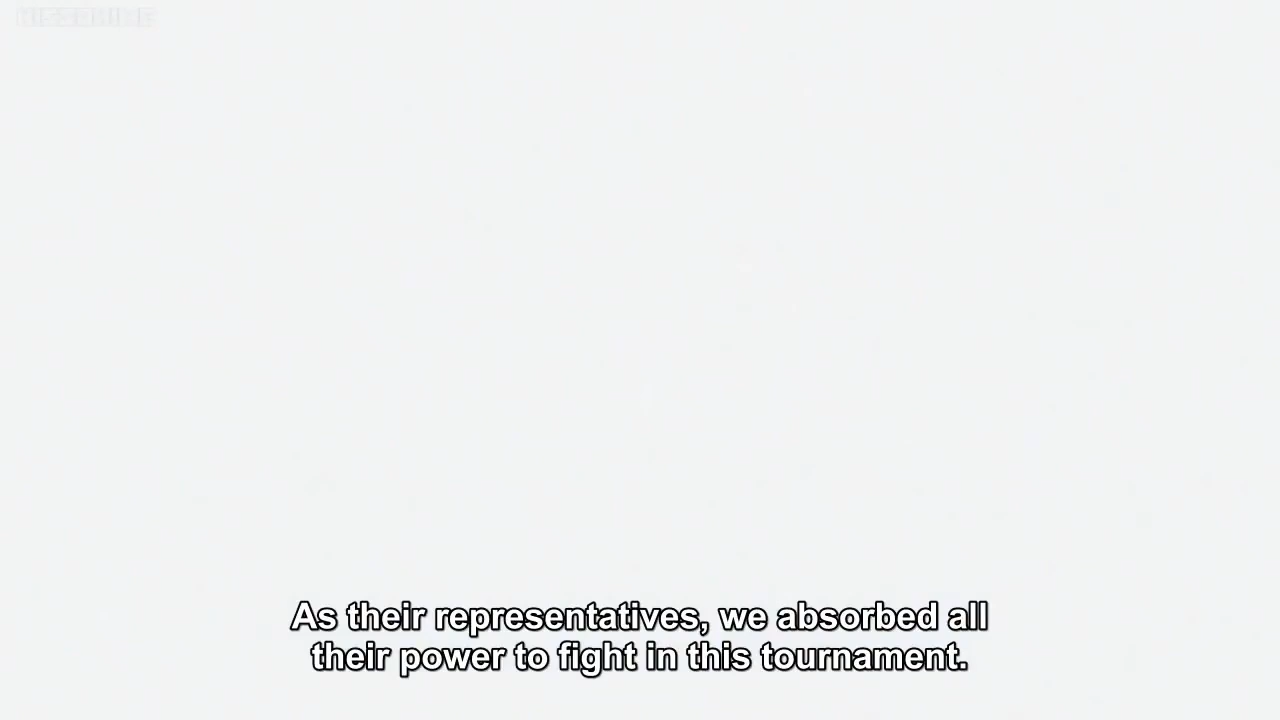 As their representatives, we absorbed all
their power to fight in this tournament.